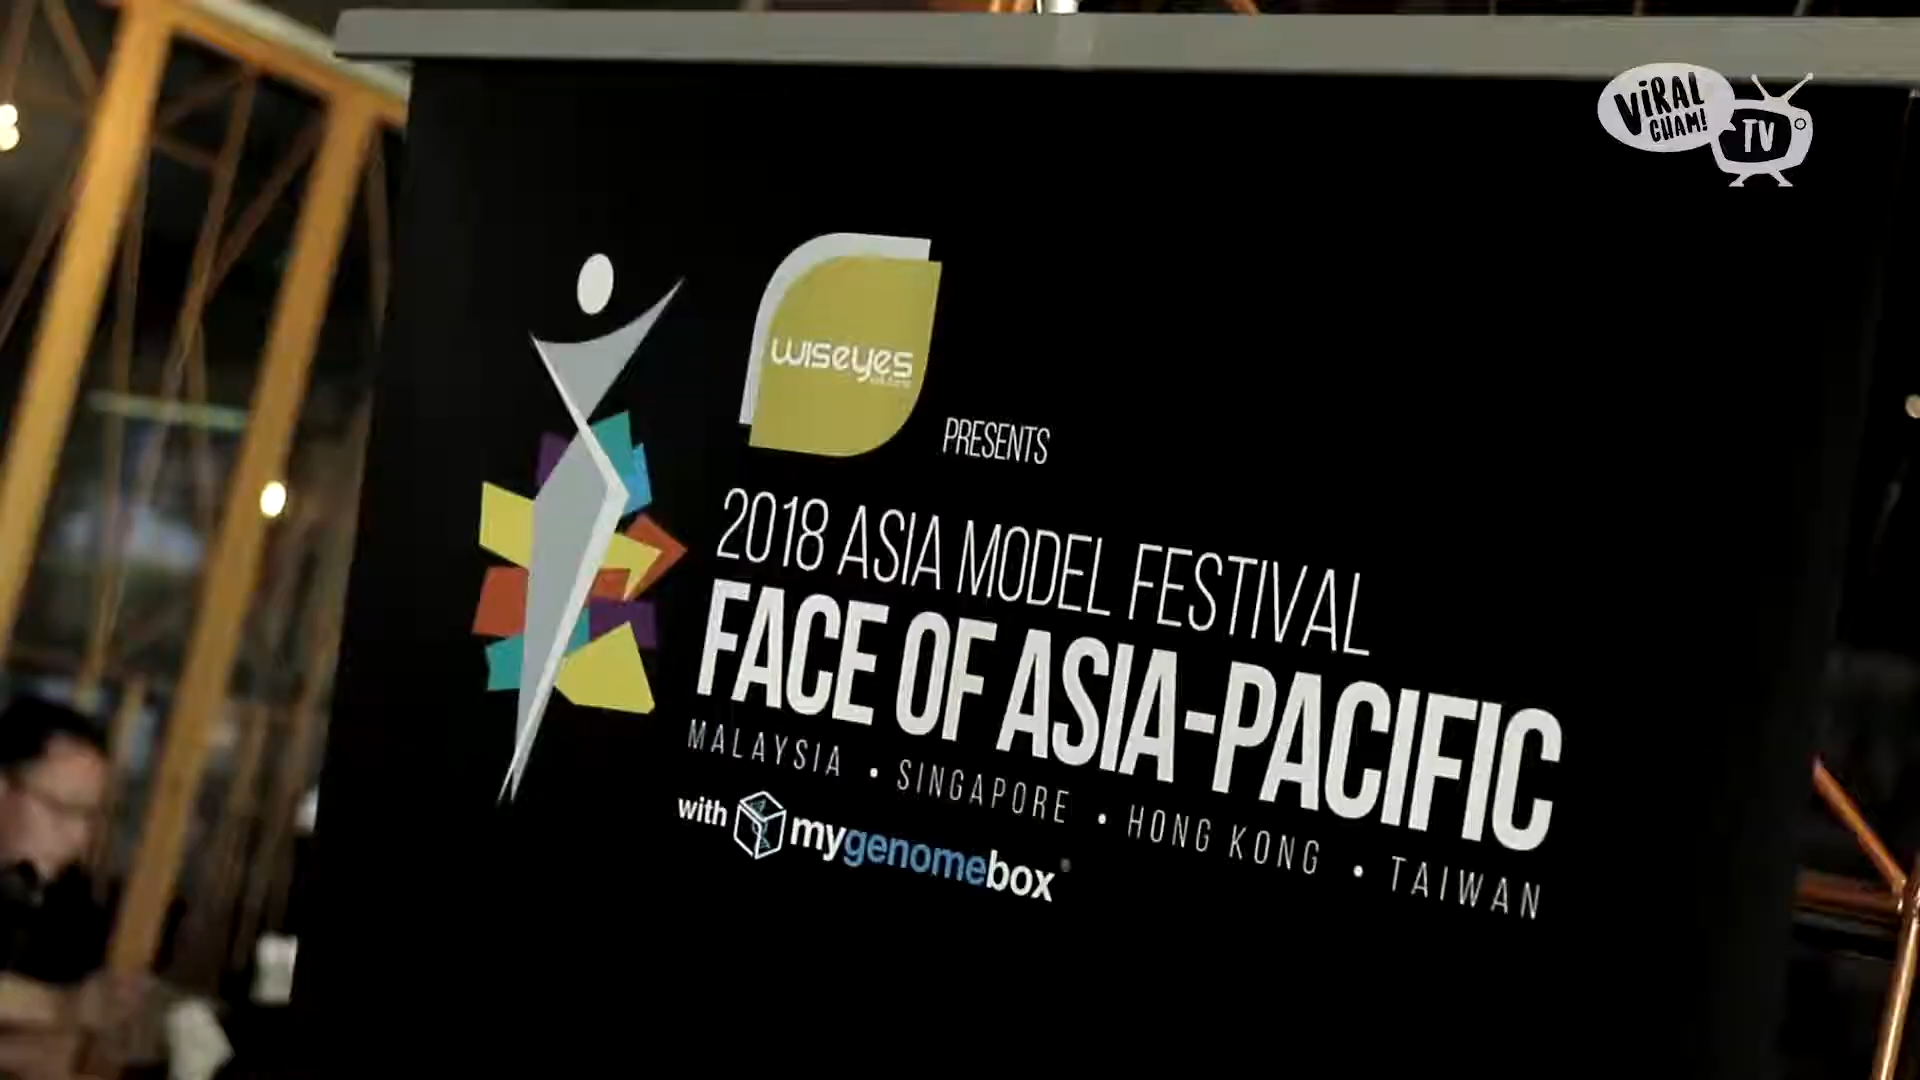 ViRAL
CHAM!
TV
wiseyes
PRESENTS
2018 ASIA MODEL FESTIVAL
FACE OF ASIA-PACIFIC
MALAYSIA • SINGAPORE • HONG KONG • TAIWAN
with mygenomebox®